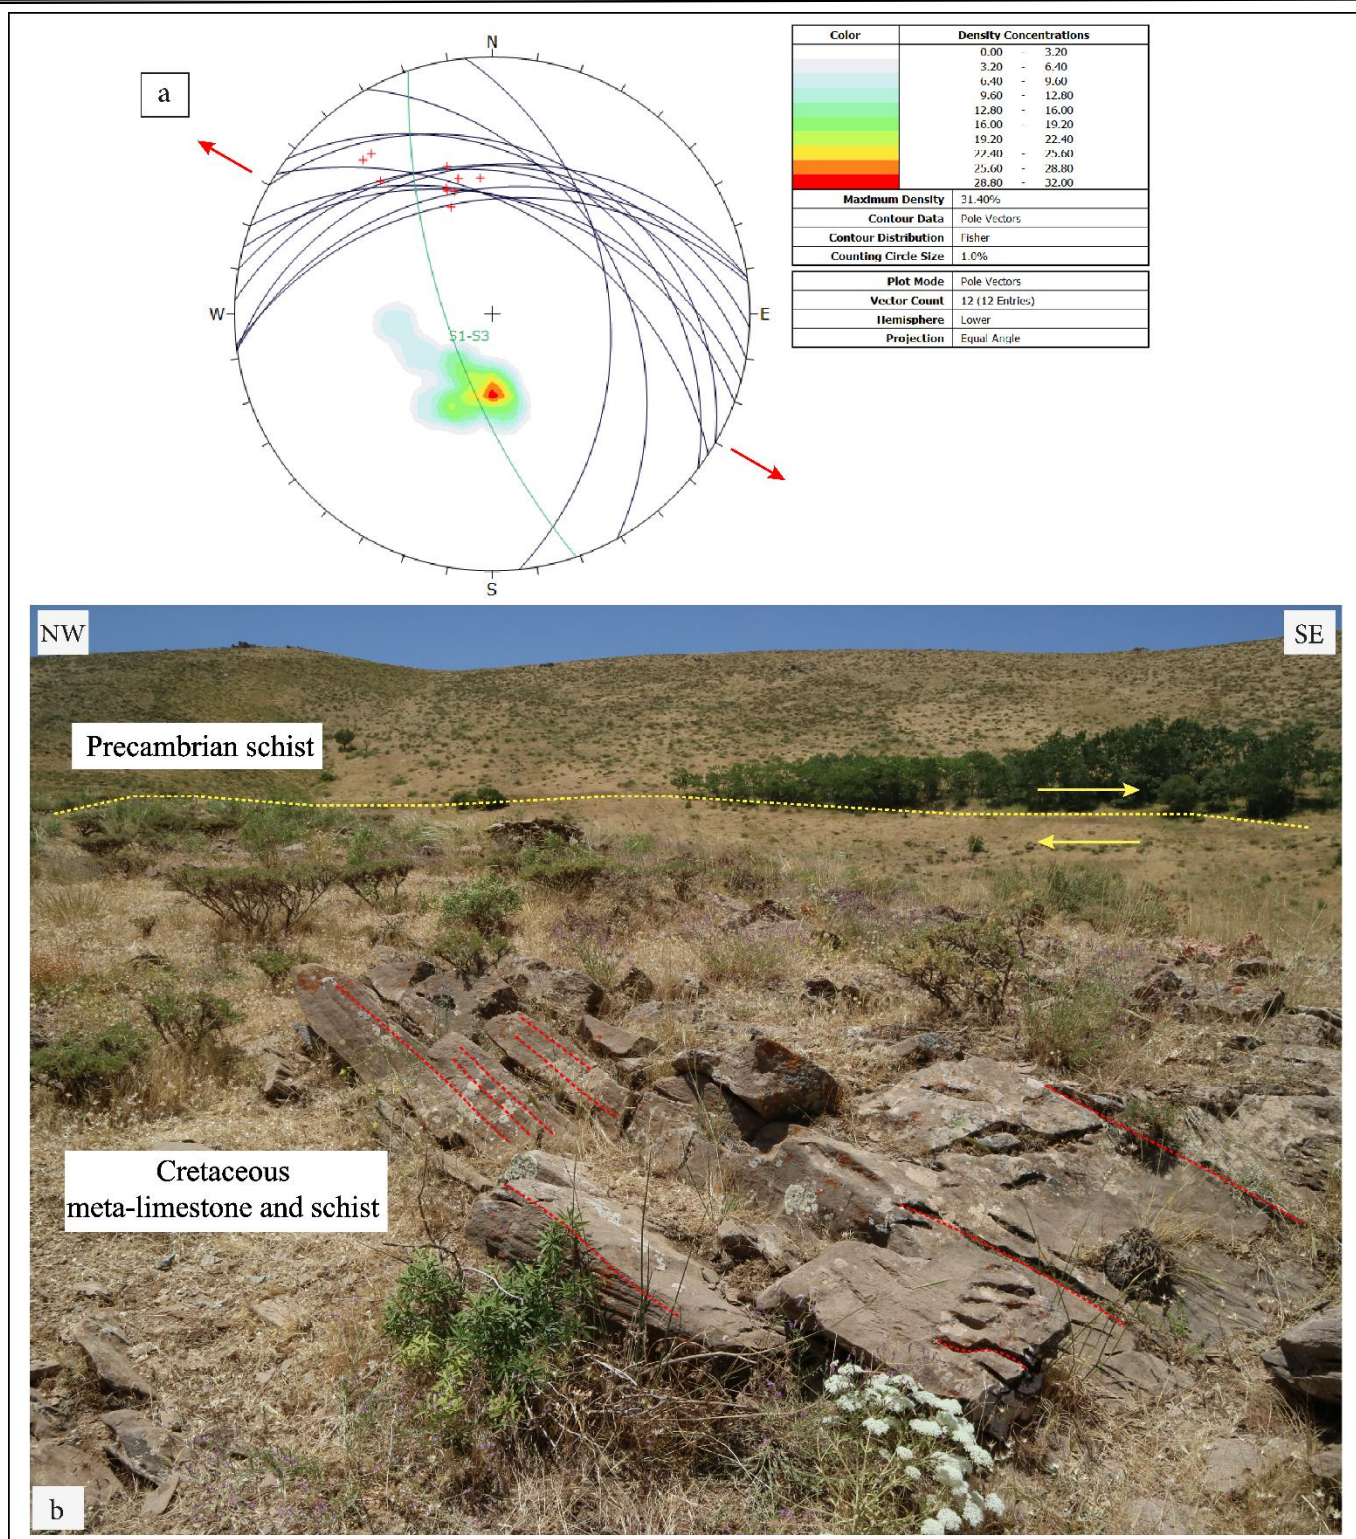 a
N
W
E
S
S1-S3
Color Density Concentrations
0.00 - 3.20
3.20 - 6.40
6.40 - 9.60
9.60 - 12.80
12.80 - 16.00
16.00 - 19.20
19.20 - 22.40
22.40 - 25.60
25.60 - 28.80
28.80 - 32.00
Maximum Density 31.40%
Contour Data Pole Vectors
Contour Distribution Fisher
Counting Circle Size 1.0%
Plot Mode Pole Vectors
Vector Count 12 (12 Entries)
Hemisphere Lower
Projection Equal Angle
NW
SE
Precambrian schist
Cretaceous
meta-limestone and schist
b